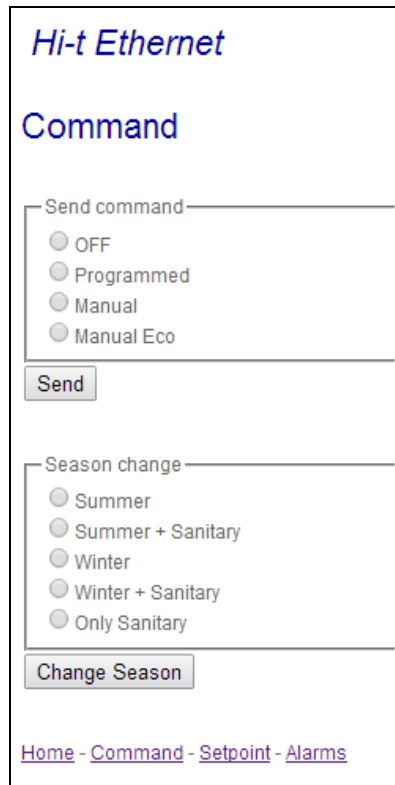 Hi-t Ethernet
Command
Send command
OFF
Programmed
Manual
Manual Eco
Send
Season change
Summer
Summer + Sanitary
Winter
Winter + Sanitary
Only Sanitary
Change Season
Home - Command - Setpoint - Alarms